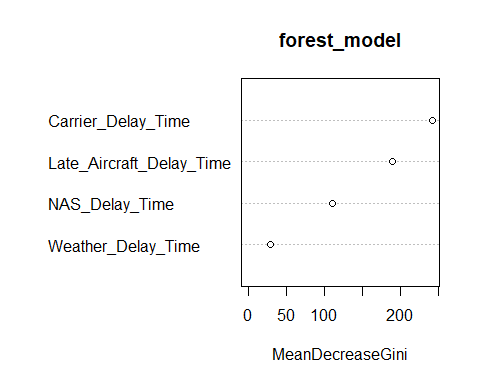 forest_model
Carrier_Delay_Time
Late_Aircraft_Delay_Time
NAS_Delay_Time
Weather_Delay_Time
0 50 100 200
MeanDecreaseGini